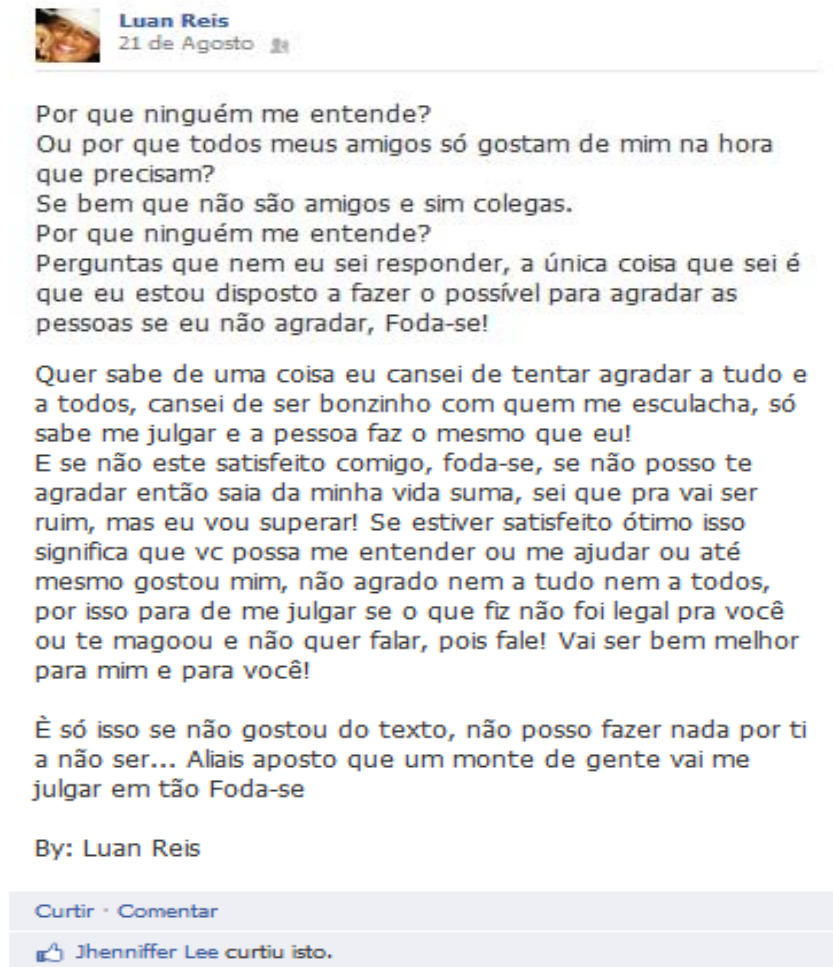 Luan Reis
21 de Agosto
Por que ninguém me entende?
Ou por que todos meus amigos só gostam de mim na hora
que precisam?
Se bem que não são amigos e sim colegas.
Por que ninguém me entende?
Perguntas que nem eu sei responder, a única coisa que sei é
que eu estou disposto a fazer o possível para agradar as
pessoas se eu não agradar, Foda-se!
Quer sabe de uma coisa eu cansei de tentar agradar a tudo e
a todos, cansei de ser bonzinho com quem me esculacha, só
sabe me julgar e a pessoa faz o mesmo que eu!
E se não este satisfeito comigo, foda-se, se não posso te
agradar então saia da minha vida suma, sei que pra vai ser
ruim, mas eu vou superar! Se estiver satisfeito ótimo isso
significa que vc possa me entender ou me ajudar ou até
mesmo gostou mim, não agrado nem a tudo nem a todos,
por isso para de me julgar se o que fiz não foi legal pra você
ou te magoou e não quer falar, pois fale! Vai ser bem melhor
para mim e para você!
È só isso se não gostou do texto, não posso fazer nada por ti
a não ser... Aliais aposto que um monte de gente vai me
julgar em tão Foda-se
By: Luan Reis
Curtir · Comentar
Jhenniffer Lee curtiu isto.